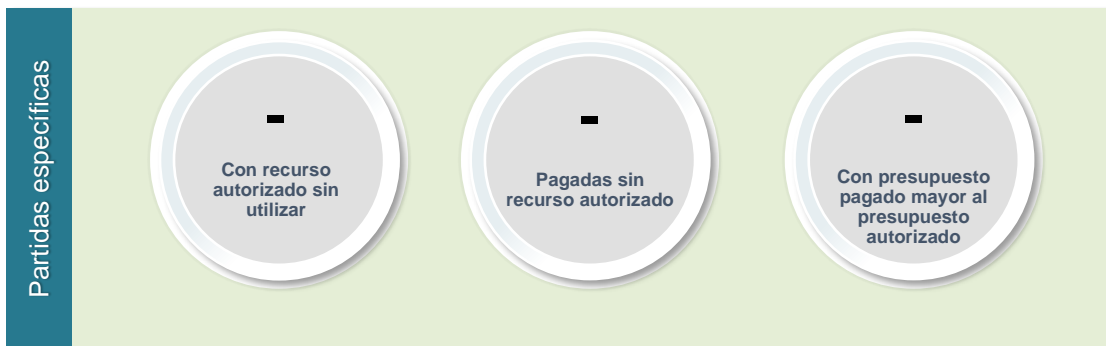 Partidas específicas
-
Con recurso
autorizado sin
utilizar
-
Pagadas sin
recurso autorizado
-
Con presupuesto
pagado mayor al
presupuesto
autorizado